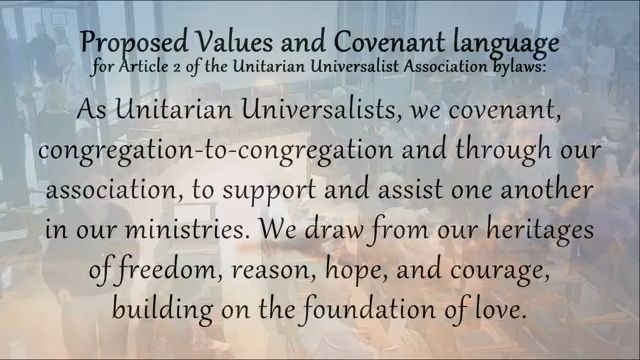 Proposed Values and Covenant language
for Article 2 of the Unitarian Universalist Association bylaws:
As Unitarian Universalists, we covenant,
congregation-to-congregation and through our
association, to support and assist one another
in our ministries. We draw from our heritages
of freedom, reason, hope, and courage,
building on the foundation of love.